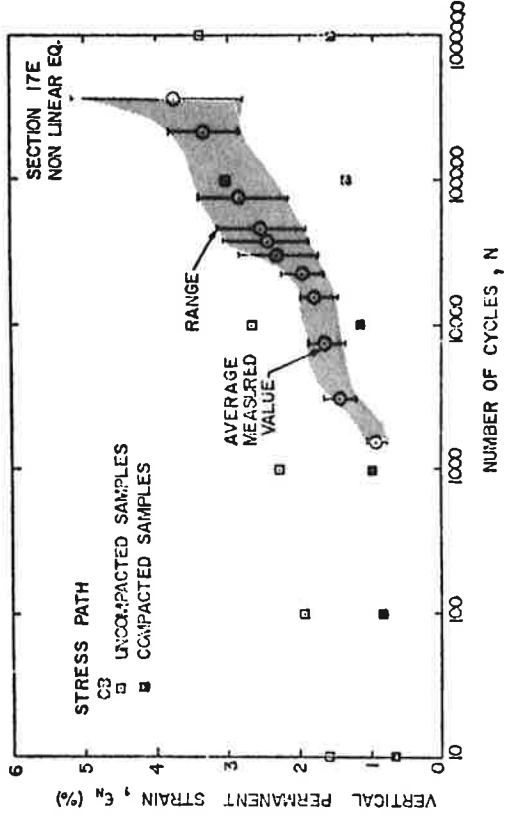 SECTION 17E
NON LINEAR EQ.
STRESS PATH
CB
UNCOMPACTED SAMPLES
COMPACTED SAMPLES
RANGE
AVERAGE
MEASURED
VALUE
VERTICAL PERMANENT STRAIN , ϵN (%)
6
5
4
3
2
1
0
10
100
1000
10000
100000
1000000
NUMBER OF CYCLES , N